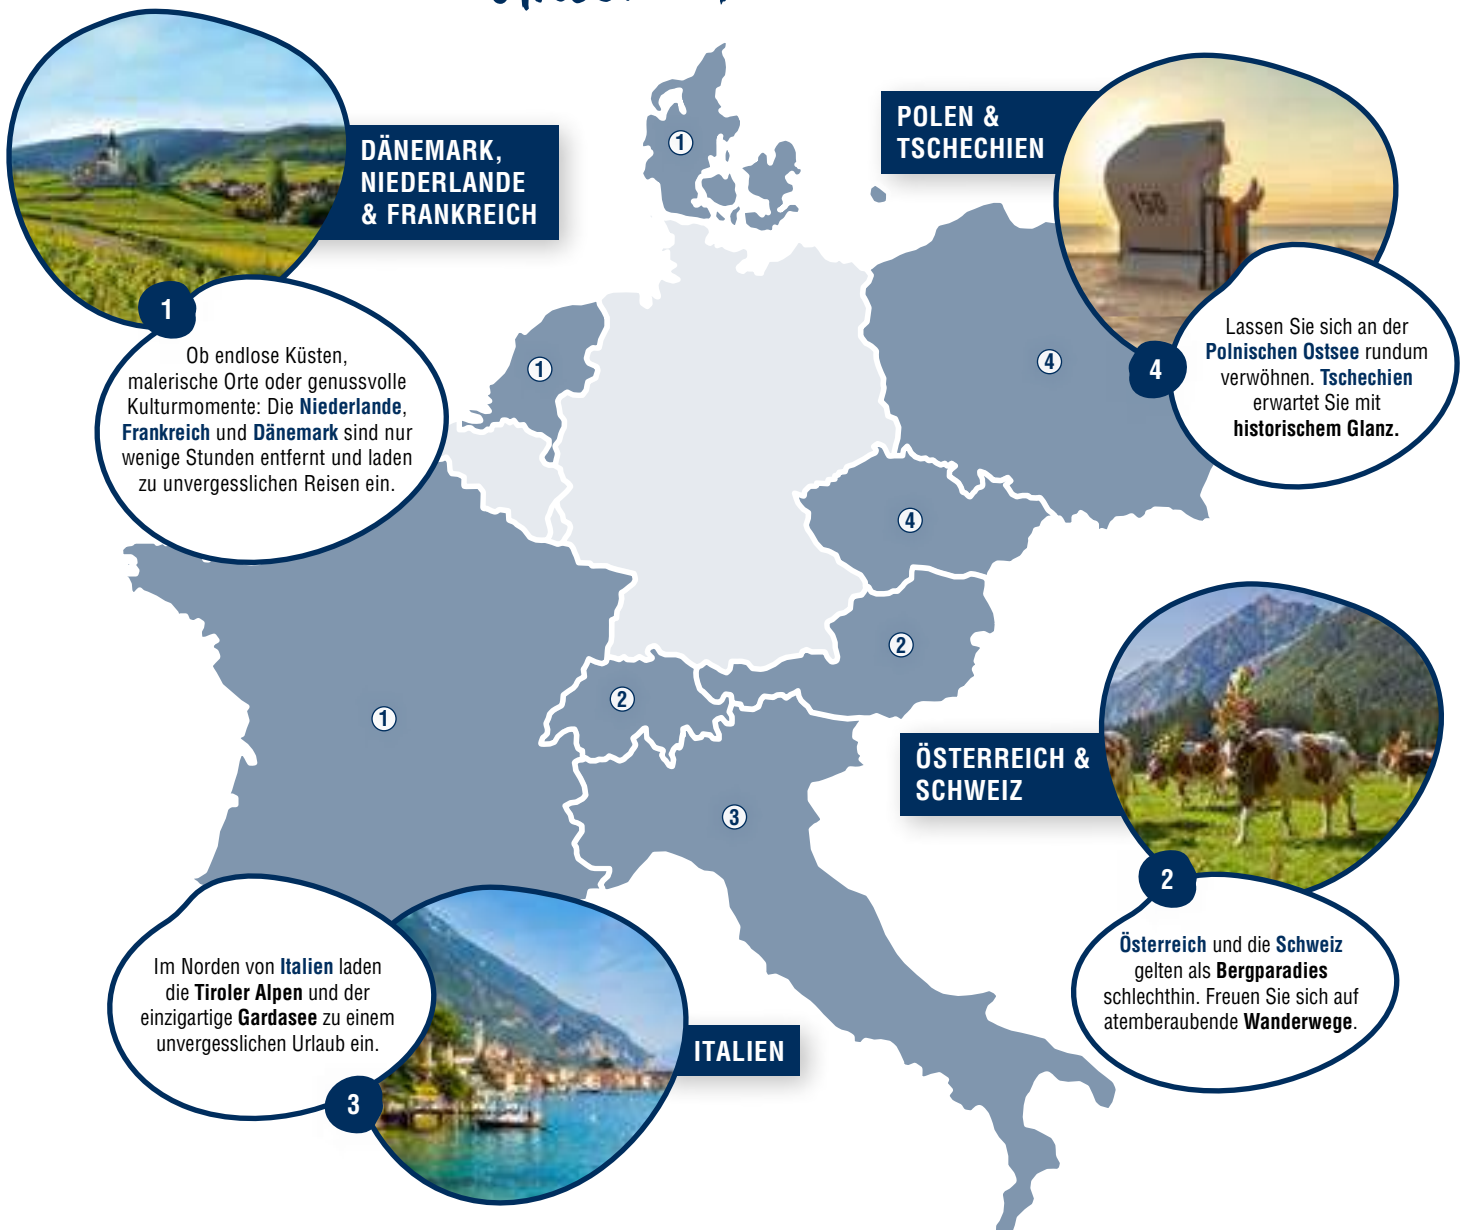 DÄNEMARK,
NIEDERLANDE
& FRANKREICH
1
Ob endlose Küsten,
malerische Orte oder genussvolle
Kulturmomente: Die Niederlande,
Frankreich und Dänemark sind nur
wenige Stunden entfernt und laden
zu unvergesslichen Reisen ein.
POLEN &
TSCHECHIEN
150
4
Lassen Sie sich an der
Polnischen Ostsee rundum
verwöhnen. Tschechien
erwartet Sie mit
historischem Glanz.
1
1
4
4
2
2
1
3
ÖSTERREICH &
SCHWEIZ
2
Österreich und die Schweiz
gelten als Bergparadies
schlechthin. Freuen Sie sich auf
atemberaubende Wanderwege.
Im Norden von Italien laden
die Tiroler Alpen und der
einzigartige Gardasee zu einem
unvergesslichen Urlaub ein.
3
ITALIEN